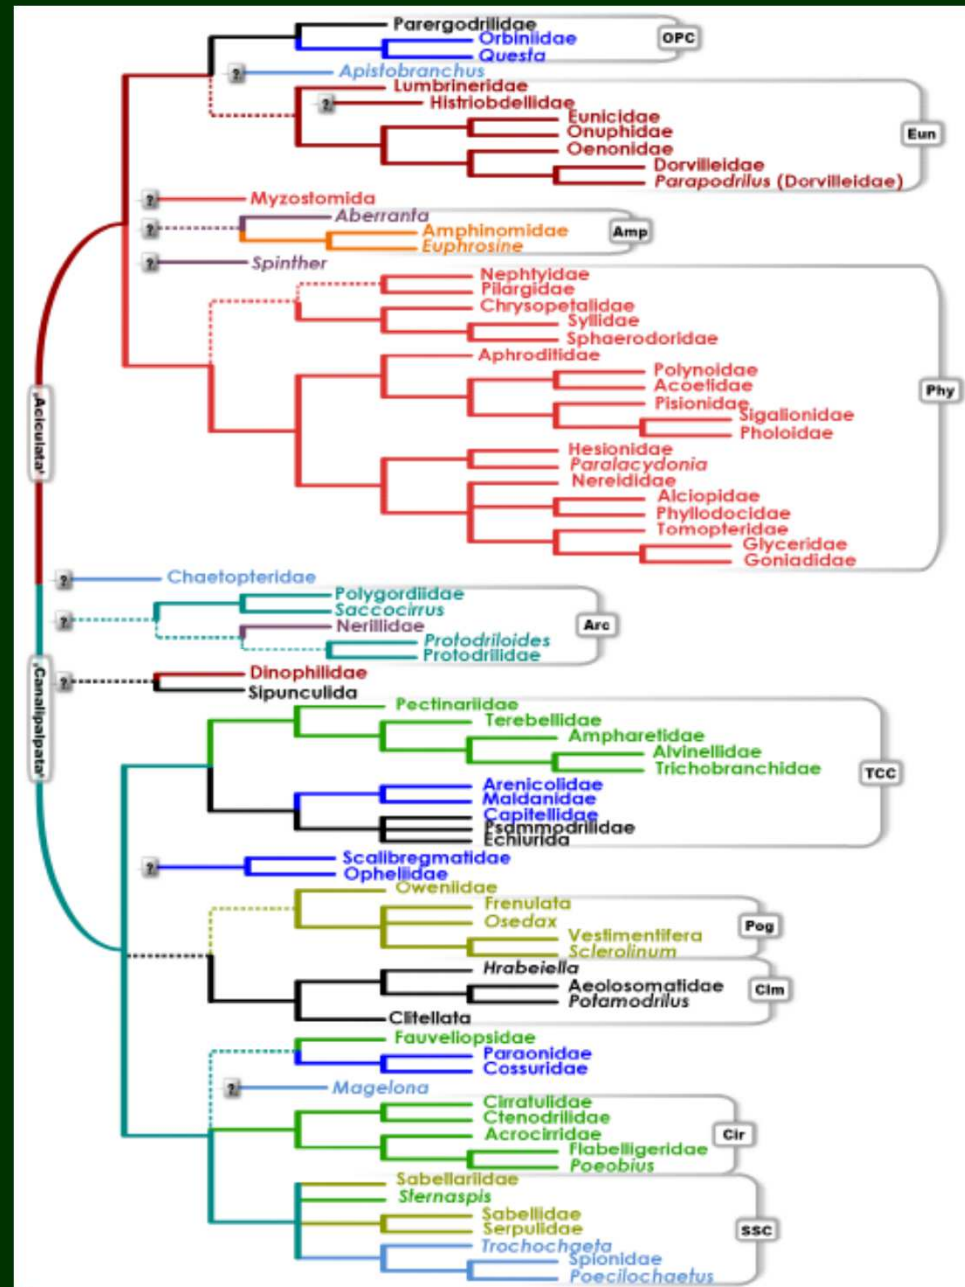 Parergodrilidae
OPC
Orbiniidae
Questa
? Apistobranchus
Lumbrineridae
? Histriobdellidae
Eunicidae
Onuphidae
Eun
Oenonidae
Dorvilleidae
Parapodrilus (Dorvilleidae)
? Myzostomida
? Aberranta
Amphinomidae
Amp
Euphrosine
? Spinther
Nephtyidae
Pilargidae
Chrysopetalidae
Syllidae
Sphaerodoridae
Aphroditidae
Polynoidae
Acoetidae
Phy
Pisionidae
Sigalionidae
Pholoidae
„Aciculata‟
Hesionidae
Paralacydonia
Nereididae
Alciopidae
Phyllodocidae
Tomopteridae
Glyceridae
Goniadidae
? Chaetopteridae
Polygordiidae
Saccocirrus
?
Arc
Nerillidae
Protodriloides
Protodrilidae
? Dinophilidae
Sipunculida
„Canalipalpata‟
Pectinariidae
Terebellidae
Ampharetidae
Alvinellidae
Trichobranchidae
TCC
Arenicolidae
Maldanidae
Capitellidae
Psammodrilidae
Echiurida
? Scalibregmatidae
Opheliidae
Oweniidae
Frenulata
Osedax
Pog
Vestimentifera
Sclerolinum
Hrabeiella
Aeolosomatidae
Clm
Potamodrilus
Clitellata
Fauveliopsidae
Paraonidae
Cossuridae
? Magelona
Cirratulidae
Ctenodrilidae
Acrocirridae
Cir
Flabelligeridae
Poeobius
Sabellariidae
Sternaspis
Sabellidae
Serpulidae
SSC
Trochochaeta
Spionidae
Poecilochaetus